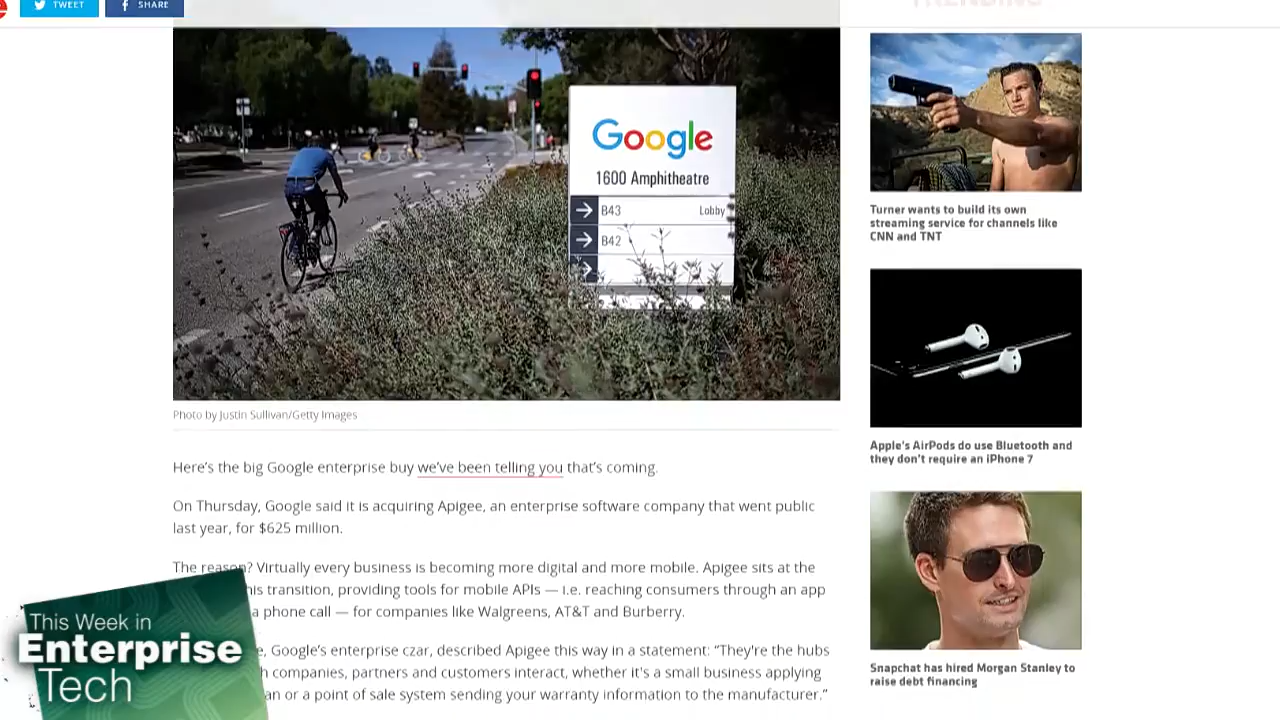 TWEET
SHARE
TRENDING
Google
1600 Amphitheatre
B43 Lobby
B42
Photo by Justin Sullivan/Getty Images
Here's the big Google enterprise buy we've been telling you that's coming.
On Thursday, Google said it is acquiring Apigee, an enterprise software company that went public
last year, for $625 million.
The reason? Virtually every business is becoming more digital and more mobile. Apigee sits at the
his transition, providing tools for mobile APIs — i.e. reaching consumers through an app
a phone call — for companies like Walgreens, AT&T and Burberry.
e, Google's enterprise czar, described Apigee this way in a statement: “They're the hubs
h companies, partners and customers interact, whether it's a small business applying
an or a point of sale system sending your warranty information to the manufacturer.”
Turner wants to build its own
streaming service for channels like
CNN and TNT
Apple's AirPods do use Bluetooth and
they don't require an iPhone 7
Snapchat has hired Morgan Stanley to
raise debt financing
This Week in
Enterprise
Tech